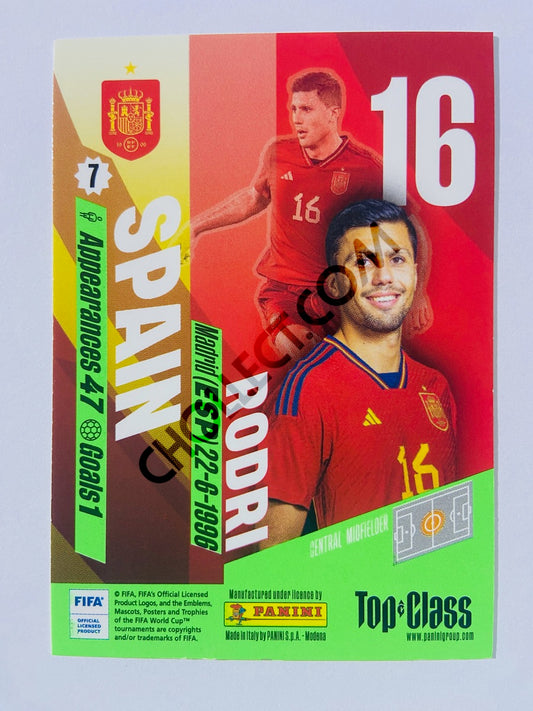 16
16
7
SPAIN
Appearances 47 Goals 1
RODRI
Madrid (ESP) 22-6-1996
16
CENTRAL MIDFIELDER
CHOLLECT.COM
FIFA®
OFFICIAL
LICENSED
PRODUCT
© FIFA, FIFA's Official Licensed
Product Logos, and the Emblems,
Mascots, Posters and Trophies
of the FIFA World Cup™
tournaments are copyrights
and/or trademarks of FIFA.
Manufactured under licence by
PANINI
Made in Italy by PANINI S.p.A. - Modena
Top Class
www.paninigroup.com